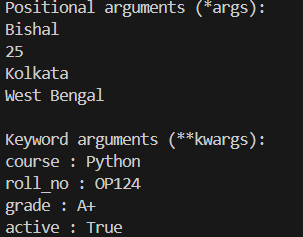 Positional arguments (*args):
Bishal
25
Kolkata
West Bengal
Keyword arguments (**kwargs):
course : Python
roll_no : OP124
grade : A+
active : True